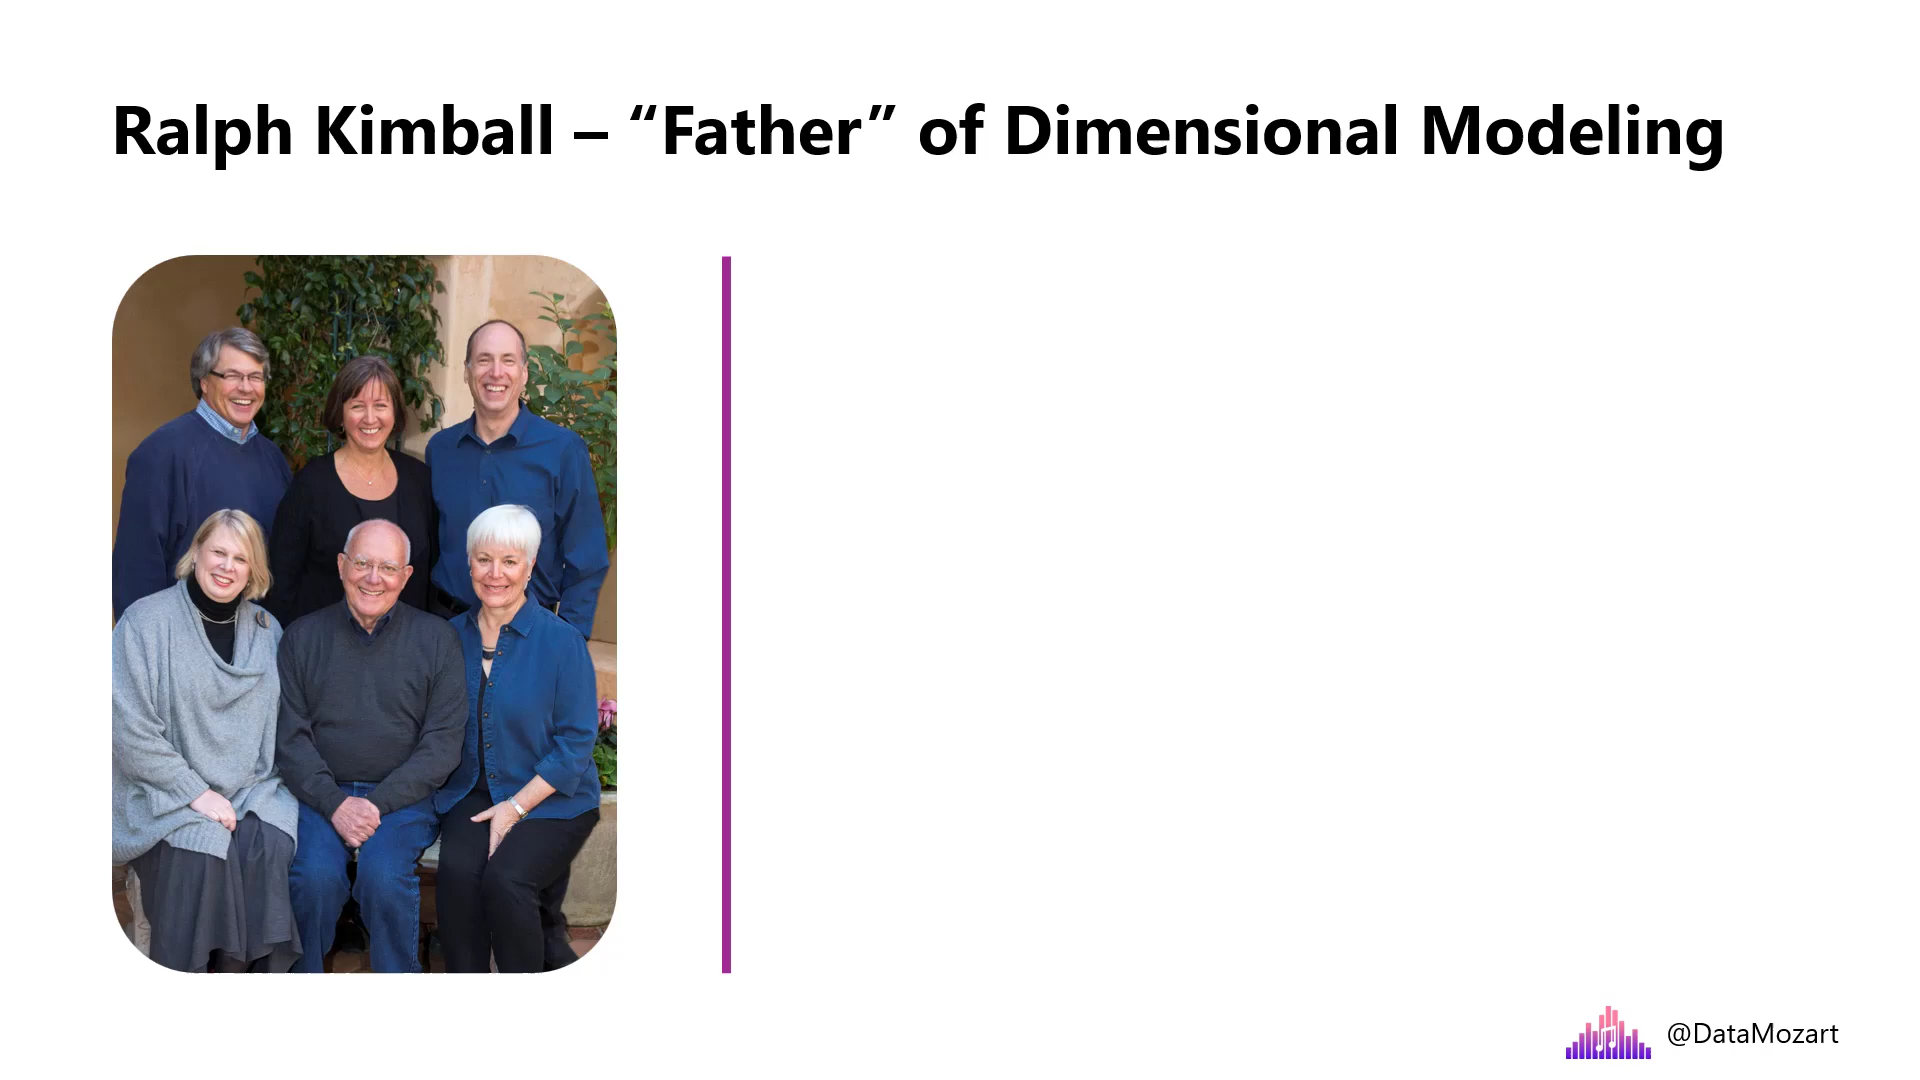 Ralph Kimball – “Father” of Dimensional Modeling
@DataMozart